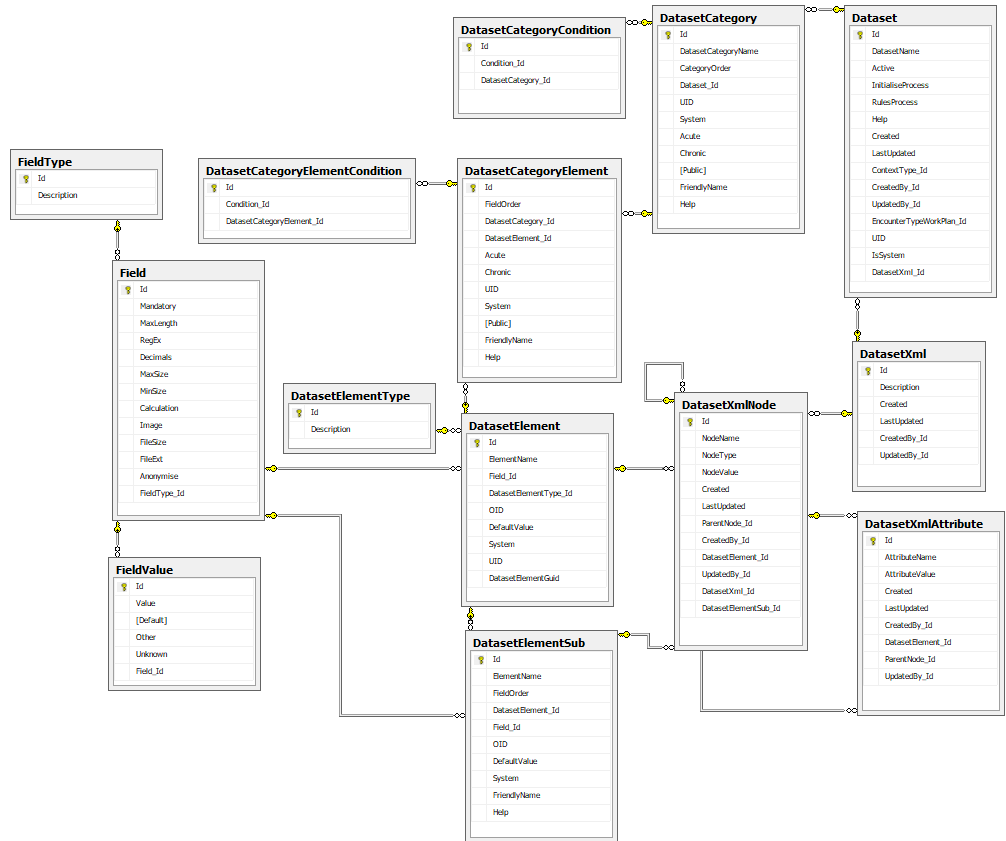 DatasetCategoryCondition
Id
Condition_Id
DatasetCategory_Id
DatasetCategory
Id
DatasetCategoryName
CategoryOrder
Dataset_Id
UID
System
Acute
Chronic
[Public]
FriendlyName
Help
Dataset
Id
DatasetName
Active
InitialiseProcess
RulesProcess
Help
Created
LastUpdated
ContextType_Id
CreatedBy_Id
UpdatedBy_Id
EncounterTypeWorkPlan_Id
UID
IsSystem
DatasetXml_Id
FieldType
Id
Description
DatasetCategoryElementCondition
Id
Condition_Id
DatasetCategoryElement_Id
DatasetCategoryElement
Id
FieldOrder
DatasetCategory_Id
DatasetElement_Id
Acute
Chronic
UID
System
[Public]
FriendlyName
Help
Field
Id
Mandatory
MaxLength
RegEx
Decimals
MaxSize
MinSize
Calculation
Image
FileSize
FileExt
Anonymise
FieldType_Id
DatasetElementType
Id
Description
DatasetElement
Id
ElementName
Field_Id
DatasetElementType_Id
OID
DefaultValue
System
UID
DatasetElementGuid
DatasetXmlNode
Id
NodeName
NodeType
NodeValue
Created
LastUpdated
ParentNode_Id
CreatedBy_Id
DatasetElement_Id
UpdatedBy_Id
DatasetXml_Id
DatasetElementSub_Id
DatasetXml
Id
Description
Created
LastUpdated
CreatedBy_Id
UpdatedBy_Id
DatasetXmlAttribute
Id
AttributeName
AttributeValue
Created
LastUpdated
CreatedBy_Id
DatasetElement_Id
ParentNode_Id
UpdatedBy_Id
FieldValue
Id
Value
[Default]
Other
Unknown
Field_Id
DatasetElementSub
Id
ElementName
FieldOrder
DatasetElement_Id
Field_Id
OID
DefaultValue
System
FriendlyName
Help